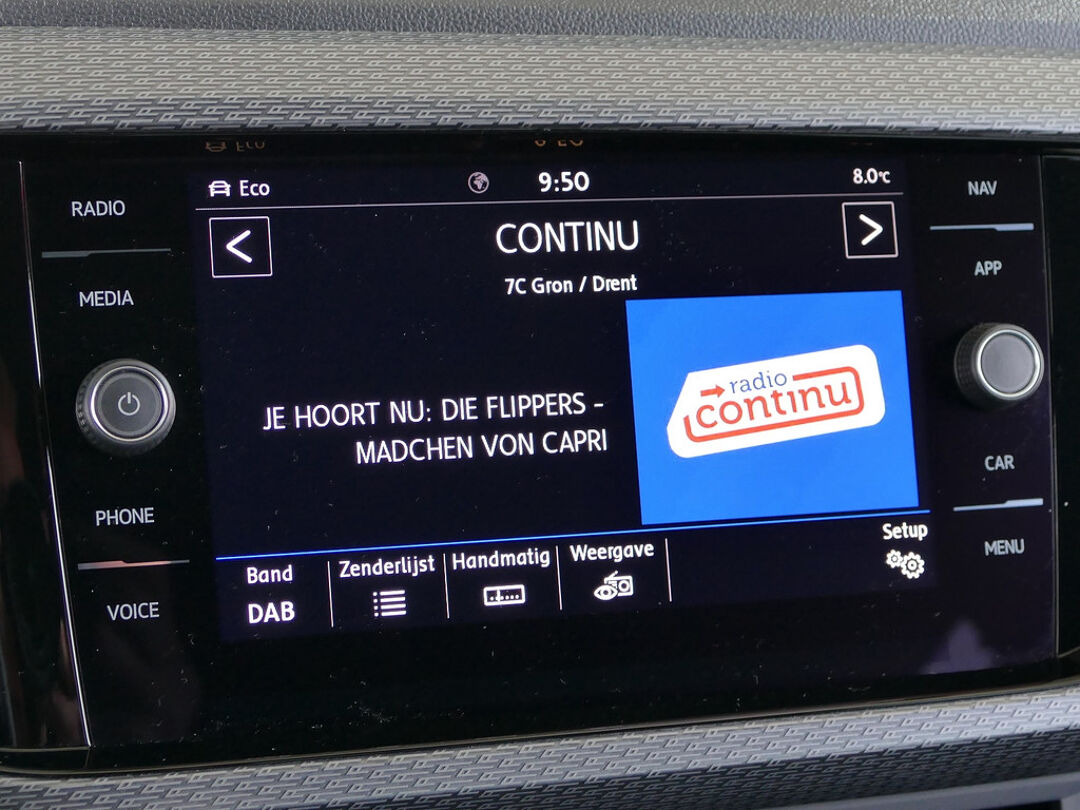 Eco
9:50
8.0°C
RADIO
MEDIA
PHONE
VOICE
NAV
APP
CAR
MENU
<
CONTINU
>
7C Gron / Drent
JE HOORT NU: DIE FLIPPERS -
MADCHEN VON CAPRI
radio
continu
Band
DAB
Zenderlijst
Handmatig
Weergave
Setup